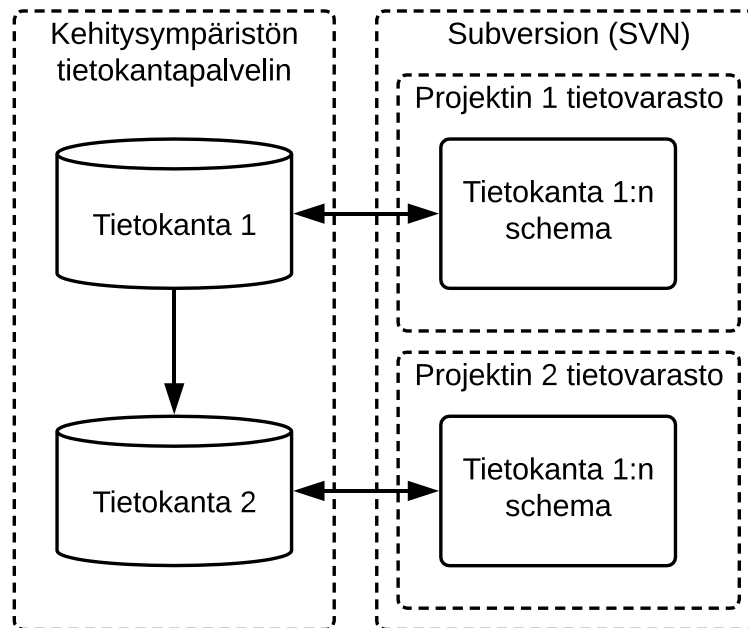 Kehitysympäristön
tietokantapalvelin
Subversion (SVN)
Projektin 1 tietovarasto
Tietokanta 1
Tietokanta 1:n
schema
Projektin 2 tietovarasto
Tietokanta 2
Tietokanta 1:n
schema